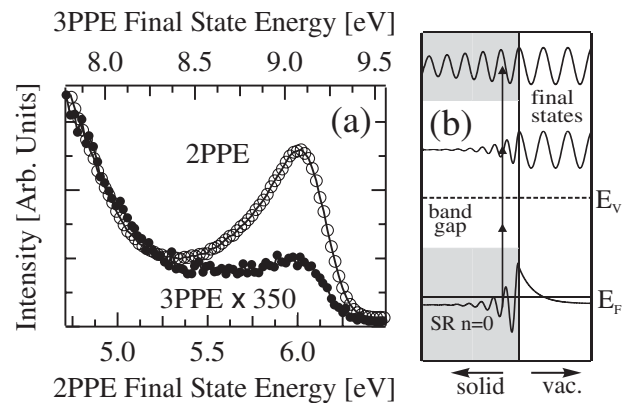 3PPE Final State Energy [eV]
8.0 8.5 9.0 9.5
(a)
2PPE
3PPE x 350
Intensity [Arb. Units]
5.0 5.5 6.0
2PPE Final State Energy [eV]
(b)
final
states
band
gap
E_V
E_F
SR n=0
solid vac.